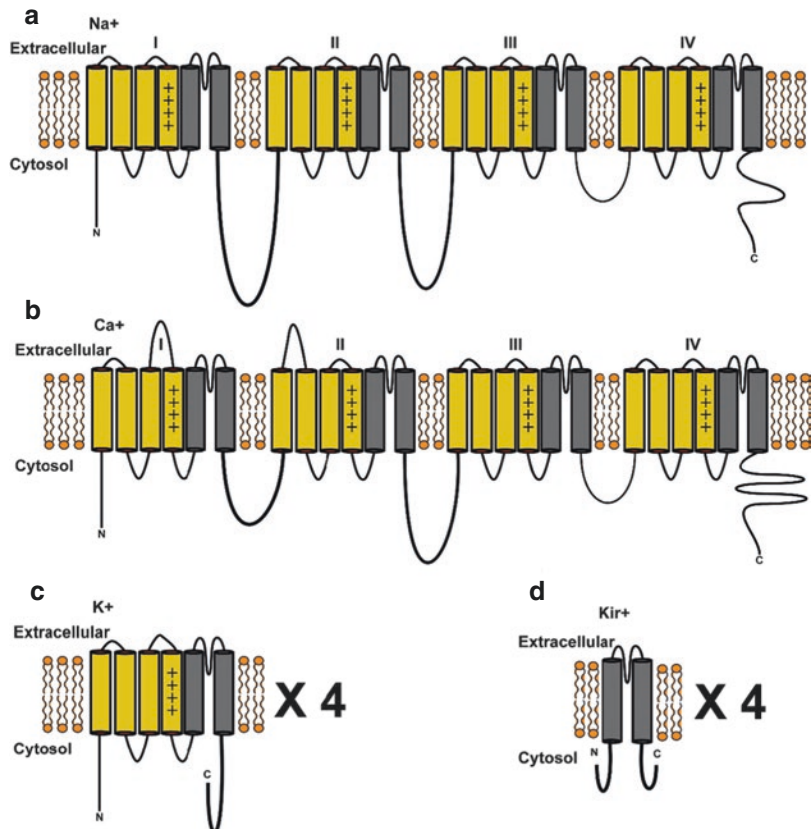 a
Na+
Extracellular
I II III IV
++++ ++++ ++++ ++++
Cytosol
N
C
b
Ca+
Extracellular
I II III IV
++++ ++++ ++++ ++++
Cytosol
N
C
c
K+
Extracellular
++++
X 4
Cytosol
C
N
d
Kir+
Extracellular
X 4
Cytosol
N C